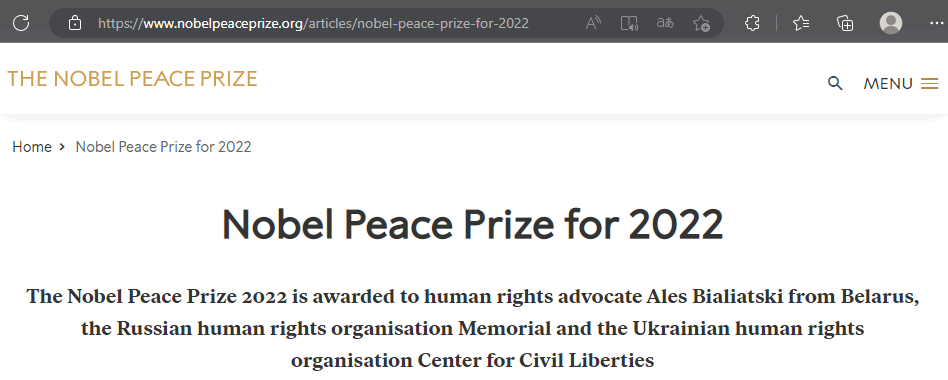 https://www.nobelpeaceprize.org/articles/nobel-peace-prize-for-2022
THE NOBEL PEACE PRIZE
MENU
Home > Nobel Peace Prize for 2022
Nobel Peace Prize for 2022
The Nobel Peace Prize 2022 is awarded to human rights advocate Ales Bialiatski from Belarus,
the Russian human rights organisation Memorial and the Ukrainian human rights
organisation Center for Civil Liberties